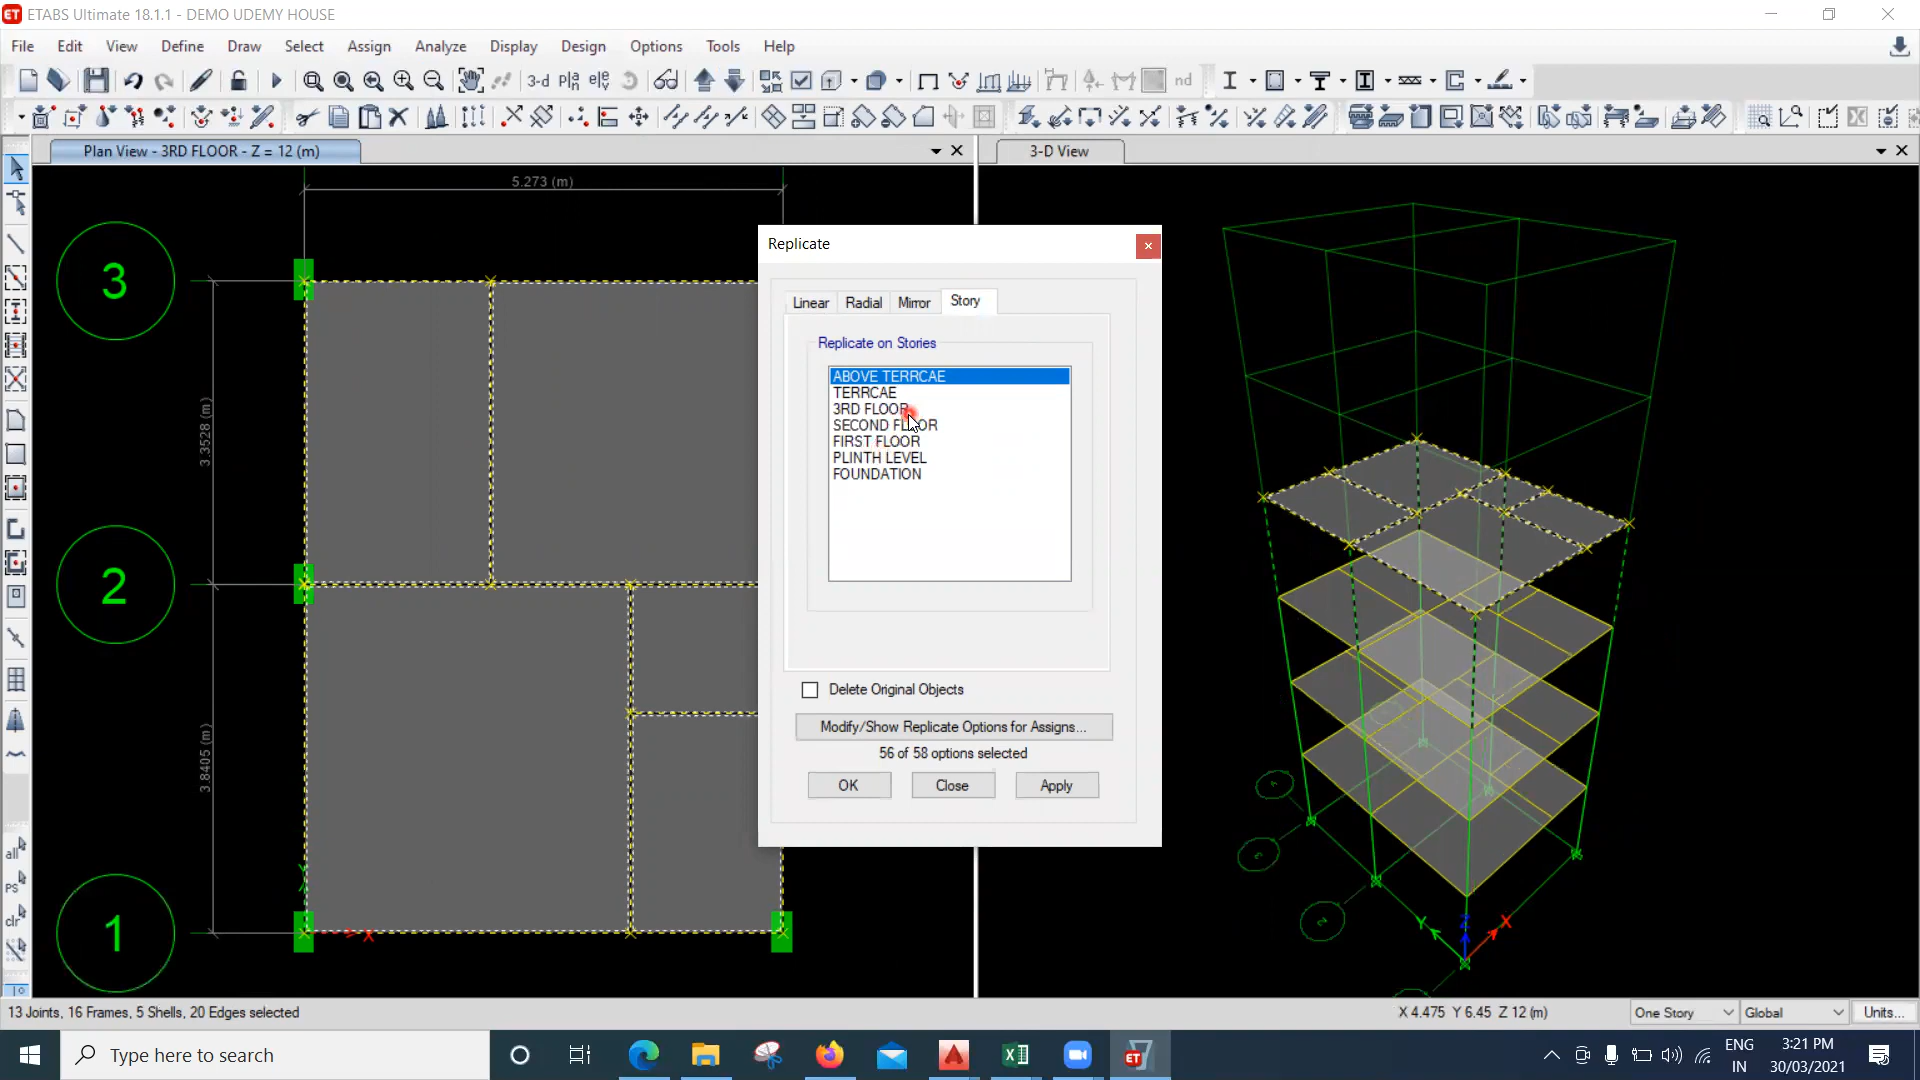 ETABS Ultimate 18.1.1 - DEMO UDEMY HOUSE
File Edit View Define Draw Select Assign Analyze Display Design Options Tools Help
3-d
nd
Plan View - 3RD FLOOR - Z = 12 (m)
3-D View
5.273 (m)
3
2
1
3.3528 (m)
3.8405 (m)
X
Replicate
Linear Radial Mirror Story
Replicate on Stories
ABOVE TERRCAE
TERRCAE
3RD FLOOR
SECOND FLOOR
FIRST FLOOR
PLINTH LEVEL
FOUNDATION
Delete Original Objects
Modify/Show Replicate Options for Assigns...
56 of 58 options selected
OK Close Apply
Y Z X
all
ps
clr
13 Joints, 16 Frames, 5 Shells, 20 Edges selected
X 4.475 Y 6.45 Z 12 (m)
One Story Global Units...
Type here to search
ENG
IN
3:21 PM
30/03/2021